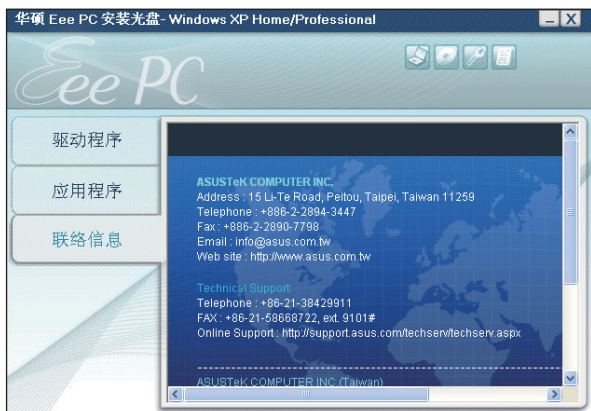 华硕 Eee PC 安装光盘- Windows XP Home/Professional
Eee PC
驱动程序
应用程序
联络信息
ASUSTeK COMPUTER INC.
Address : 15 Li-Te Road, Peitou, Taipei, Taiwan 11259
Telephone : +886-2-2894-3447
Fax : +886-2-2890-7798
Email : info@asus.com.tw
Web site : http://www.asus.com.tw
Technical Support
Telephone : +86-21-38429911
FAX : +86-21-58668722, ext. 9101#
Online Support : http://support.asus.com/techserv/techserv.aspx
ASUSTeK COMPUTER INC.(Taiwan)